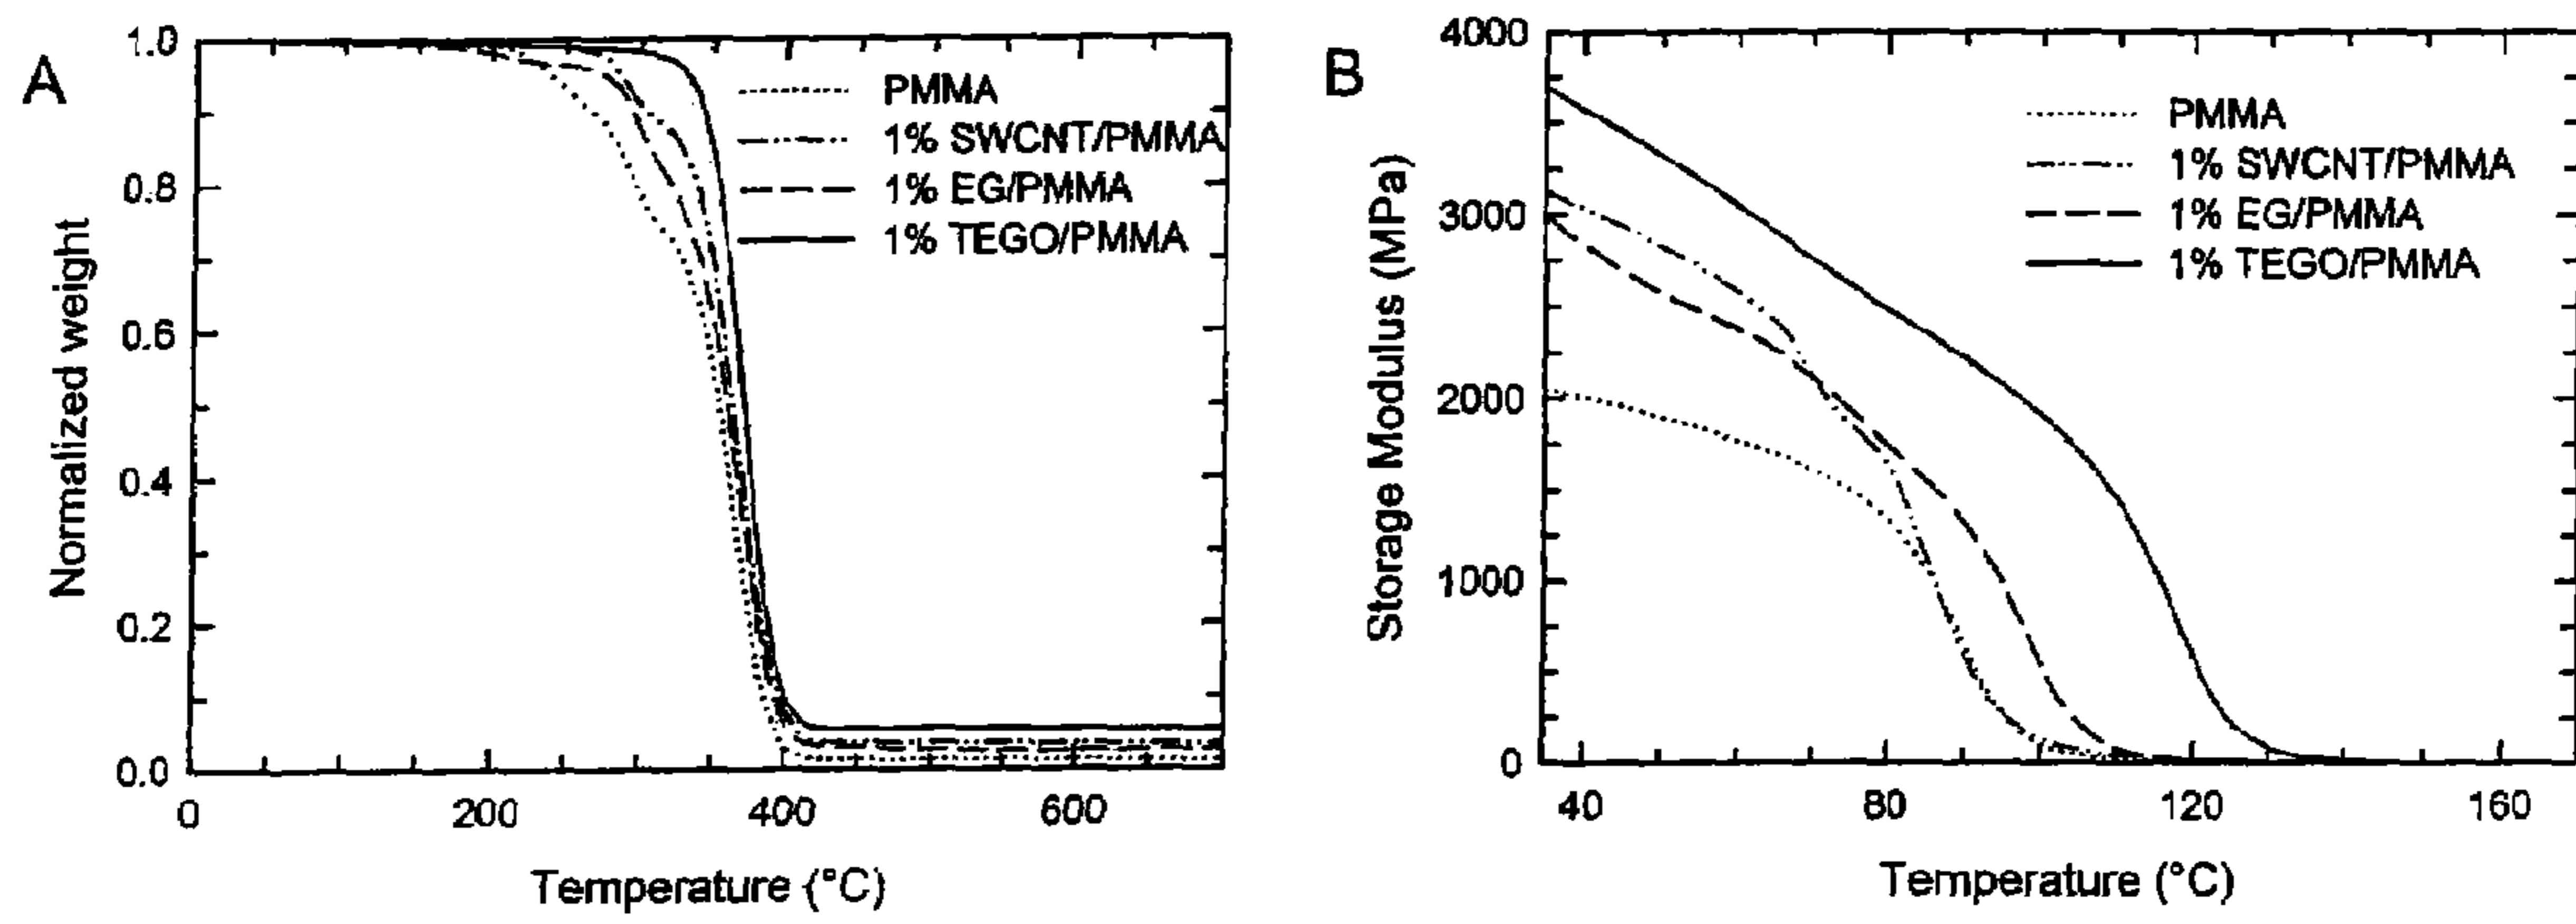 A
1.0
0.8
0.6
0.4
0.2
0.0
Normalized weight
0
200
400
600
Temperature (°C)
PMMA
1% SWCNT/PMMA
1% EG/PMMA
1% TEGO/PMMA
B
4000
3000
2000
1000
0
Storage Modulus (MPa)
40
80
120
160
Temperature (°C)
PMMA
1% SWCNT/PMMA
1% EG/PMMA
1% TEGO/PMMA